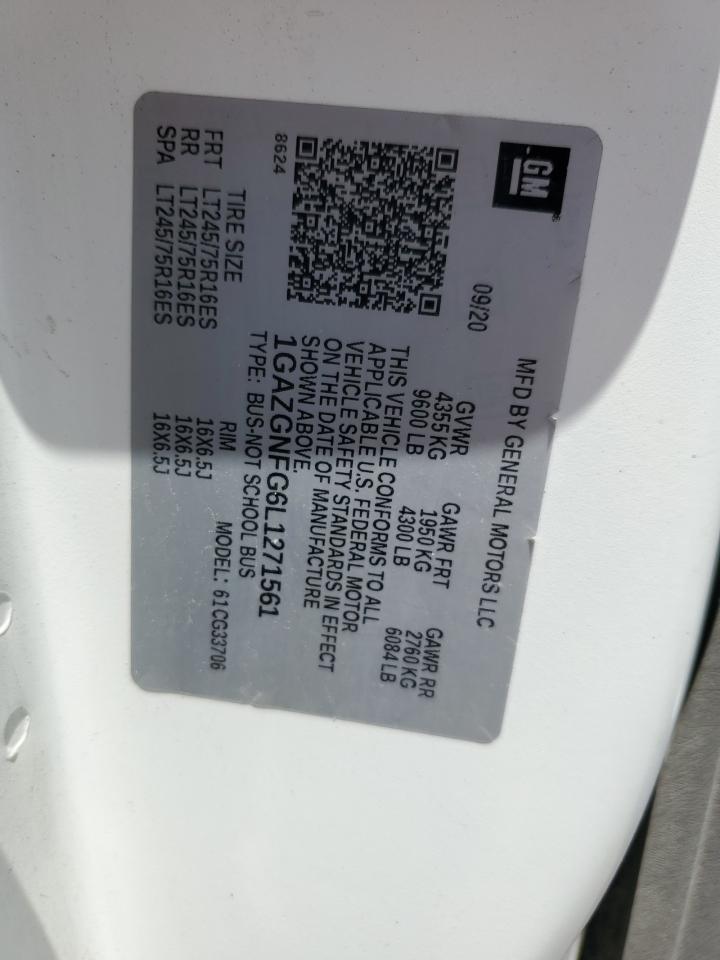 GM
MFD BY GENERAL MOTORS LLC
09/20
GVWR GAWR FRT GAWR RR
4355 KG 1950 KG 2760 KG
9600 LB 4300 LB 6084 LB
THIS VEHICLE CONFORMS TO ALL
APPLICABLE U.S. FEDERAL MOTOR
VEHICLE SAFETY STANDARDS IN EFFECT
ON THE DATE OF MANUFACTURE
SHOWN ABOVE.
1GAZGNFG6L1271561
TYPE: BUS-NOT SCHOOL BUS
8624
MODEL: 61CG33706
TIRE SIZE RIM
FRT LT245/75R16ES 16X6.5J
RR LT245/75R16ES 16X6.5J
SPA LT245/75R16ES 16X6.5J